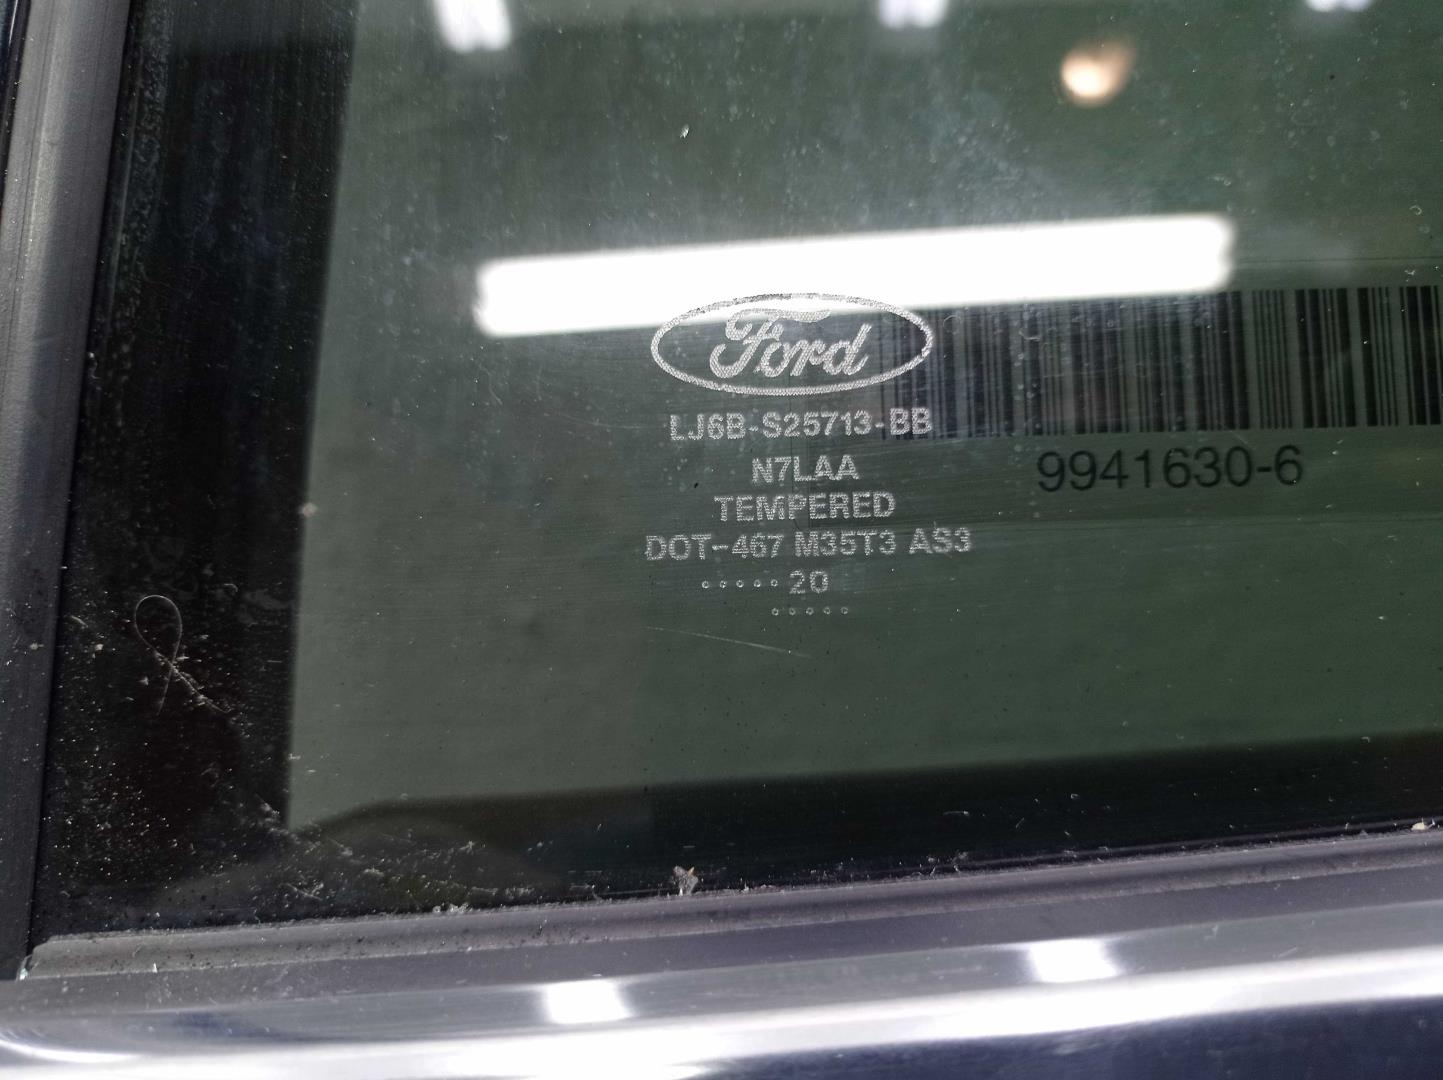 Ford
LJ6B-S25713-BB
N7LAA
TEMPERED
DOT-467 M35T3 AS3
·····20
·····
9941630-6